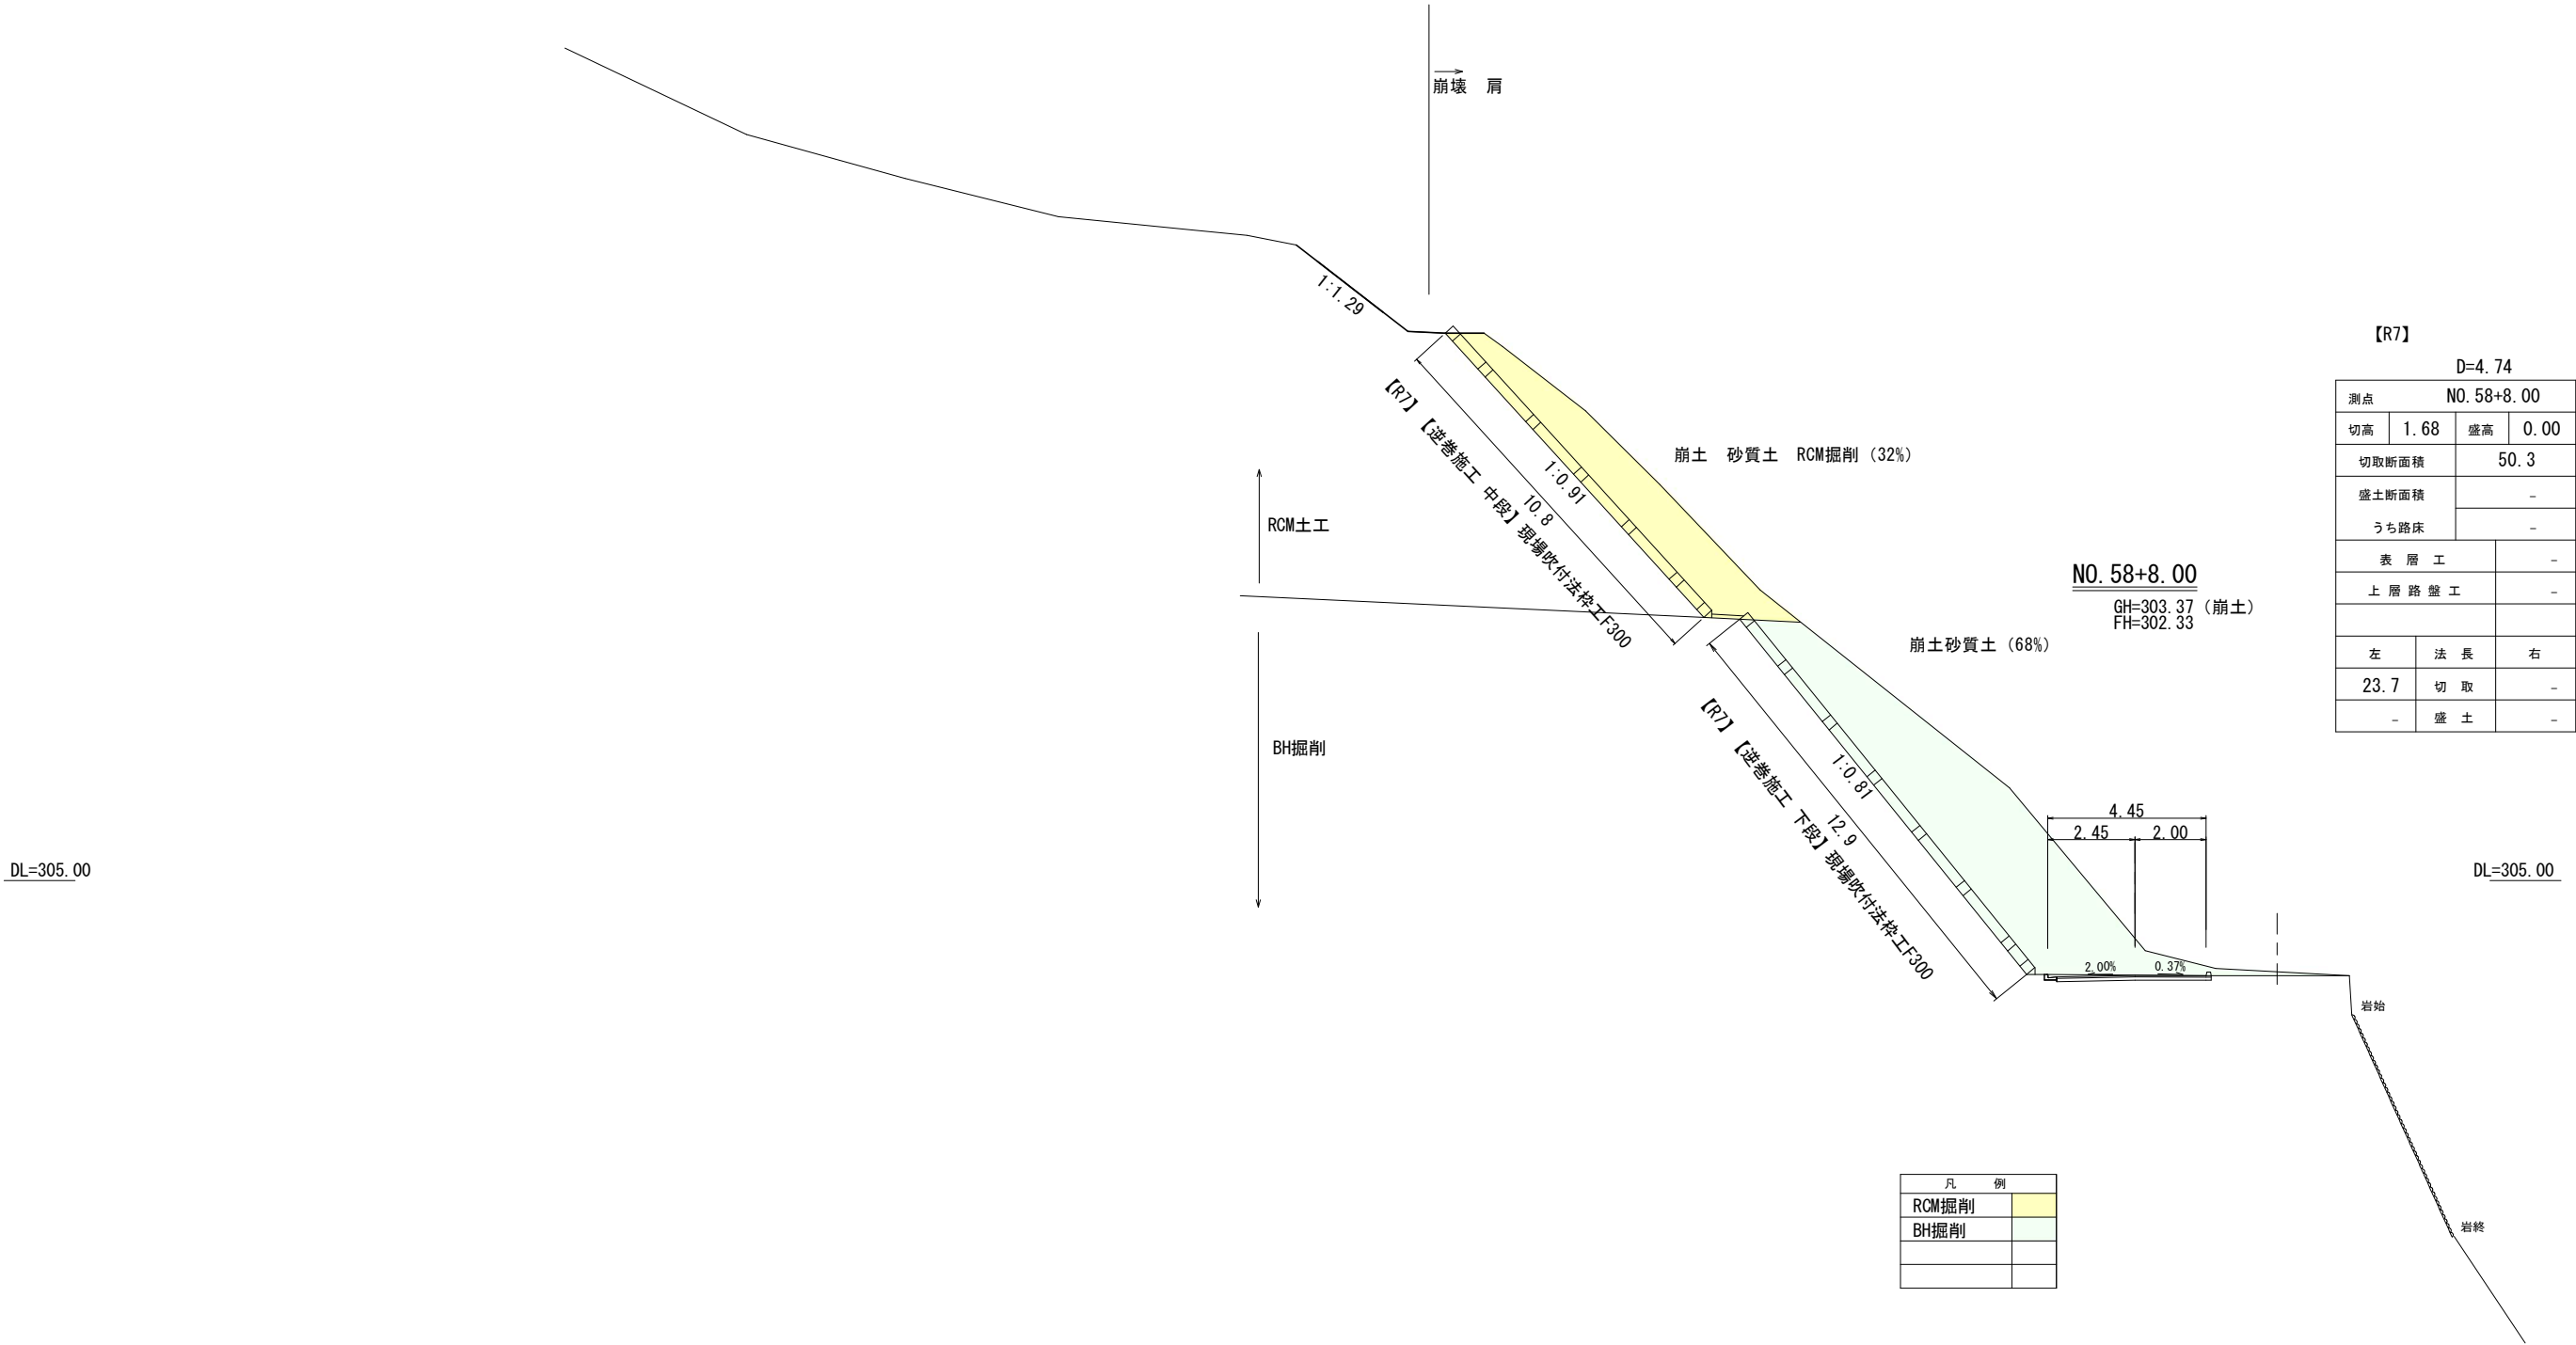 崩壊 肩
1:1.29
【R7】
D=4.74
測点 NO.58+8.00
切高 1.68 盛高 0.00
切取断面積 50.3
盛土断面積 -
うち路床 -
表 層 工 -
上 層 路 盤 工 -
左 法 長 右
23.7 切 取 -
- 盛 土 -
崩土 砂質土 RCM掘削(32%)
1:0.91
10.8
【R7】【逆巻施工 中段】現場吹付法枠工F300
RCM土工
NO.58+8.00
GH=303.37(崩土)
FH=302.33
崩土砂質土(68%)
BH掘削
1:0.81
12.9
【R7】【逆巻施工 下段】現場吹付法枠工F300
4.45
2.45 2.00
DL=305.00
DL=305.00
2.00% 0.37%
岩始
凡 例
RCM掘削
BH掘削
岩終